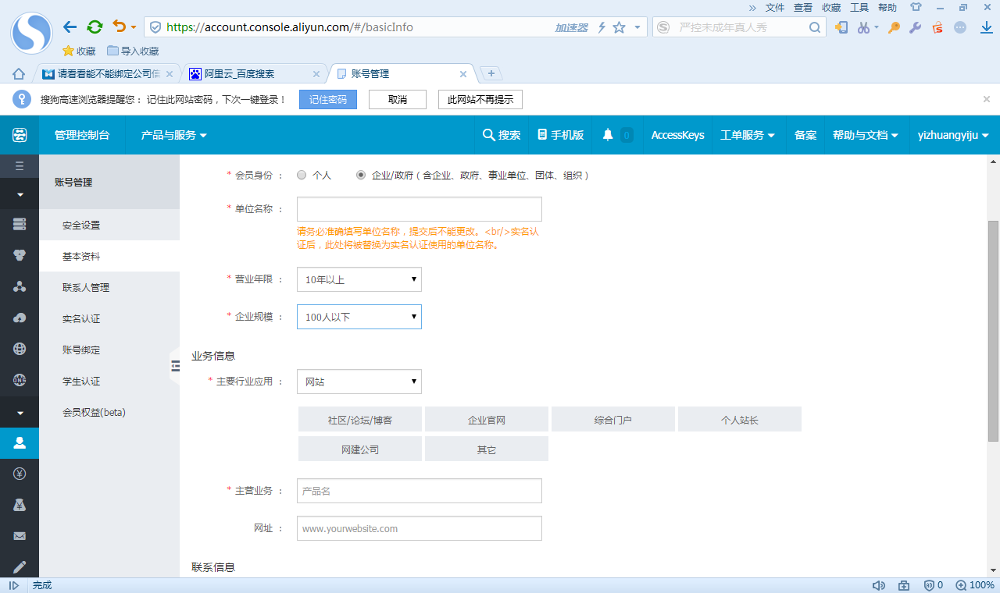 » 文件 查看 收藏 工具 帮助
https://account.console.aliyun.com/#/basicInfo 加速器 严控未成年真人秀
收藏 导入收藏
请看看能不能绑定公司信 阿里云_百度搜索 账号管理
搜狗高速浏览器提醒您： 记住此网站密码，下次一键登录！ 记住密码 取消 此网站不再提示
管理控制台 产品与服务 搜索 手机版 0 AccessKeys 工单服务 备案 帮助与文档 yizhuangyiju
账号管理
安全设置
基本资料
联系人管理
实名认证
账号绑定
学生认证
会员权益(beta)
DNS
* 会员身份 ： 个人 企业/政府（含企业、政府、事业单位、团体、组织）
* 单位名称 ：
请务必准确填写单位名称，提交后不能更改。<br/>实名认
证后，此处将被替换为实名认证使用的单位名称。
* 营业年限 ： 10年以上
* 企业规模 ： 100人以下
业务信息
* 主要行业应用 ： 网站
社区/论坛/博客 企业官网 综合门户 个人站长
网建公司 其它
* 主营业务 ： 产品名
网址 ： www.yourwebsite.com
联系信息
完成 0 100%